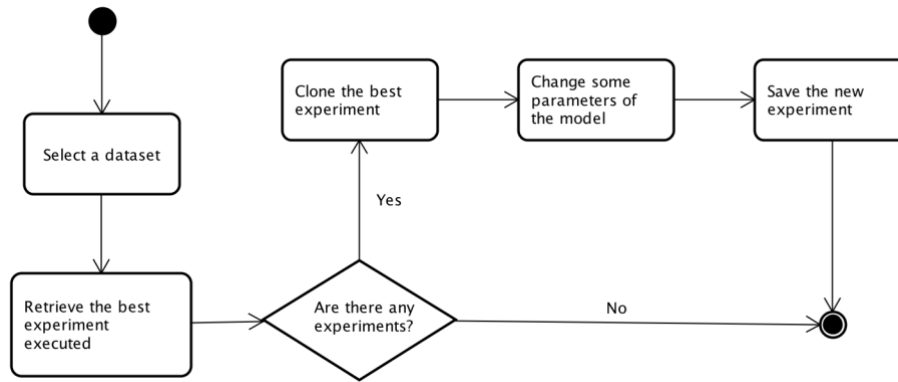 Select a dataset
Retrieve the best
experiment
executed
Are there any
experiments?
Yes
No
Clone the best
experiment
Change some
parameters of
the model
Save the new
experiment